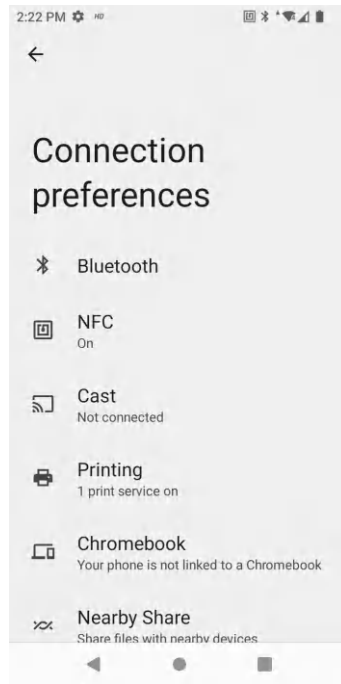 2:22 PM HD
Connection
preferences
Bluetooth
NFC
On
Cast
Not connected
Printing
1 print service on
Chromebook
Your phone is not linked to a Chromebook
Nearby Share
Share files with nearby devices